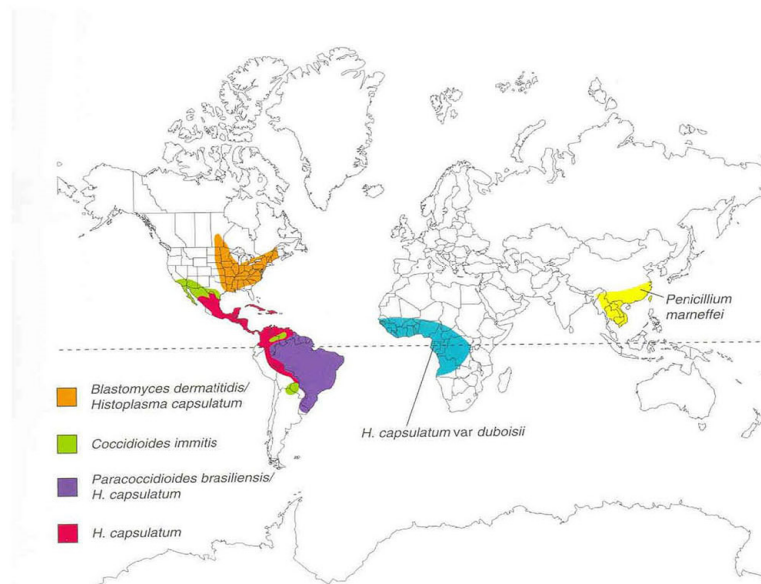 Penicillium
marneffei
H. capsulatum var duboisii
Blastomyces dermatitidis/
Histoplasma capsulatum
Coccidioides immitis
Paracoccidioides brasiliensis/
H. capsulatum
H. capsulatum